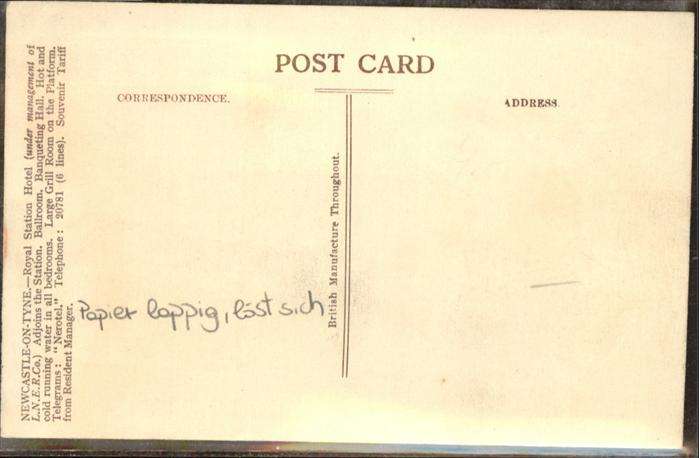 POST CARD
CORRESPONDENCE.
ADDRESS.
NEWCASTLE-ON-TYNE.—Royal Station Hotel (under management of
L.N.E.R.Co.) Adjoins the Station. Ballroom, Banqueting Hall. Hot and
cold running water in all bedrooms. Large Grill Room on the Platform.
Telegrams: "Nerotel," Telephone: 20781 (6 lines). Souvenir Tariff
from Resident Manager.
British Manufacture Throughout.
Papier lappig, löst sich